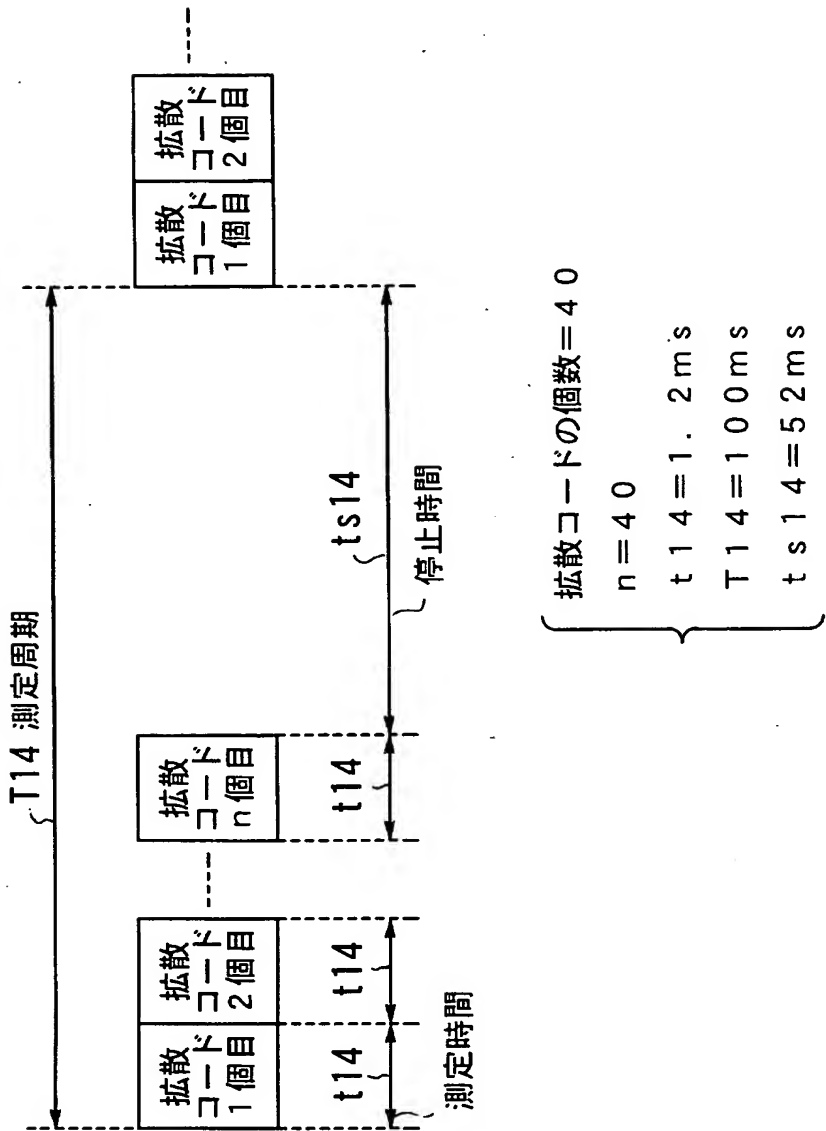 T14 測定周期
拡散
コード
1個目
拡散
コード
2個目
拡散
コード
n個目
拡散
コード
1個目
拡散
コード
2個目
t14
t14
t14
ts14
測定時間
停止時間
拡散コードの個数＝40
n＝40
t14＝1．2ms
T14＝100ms
ts14＝52ms